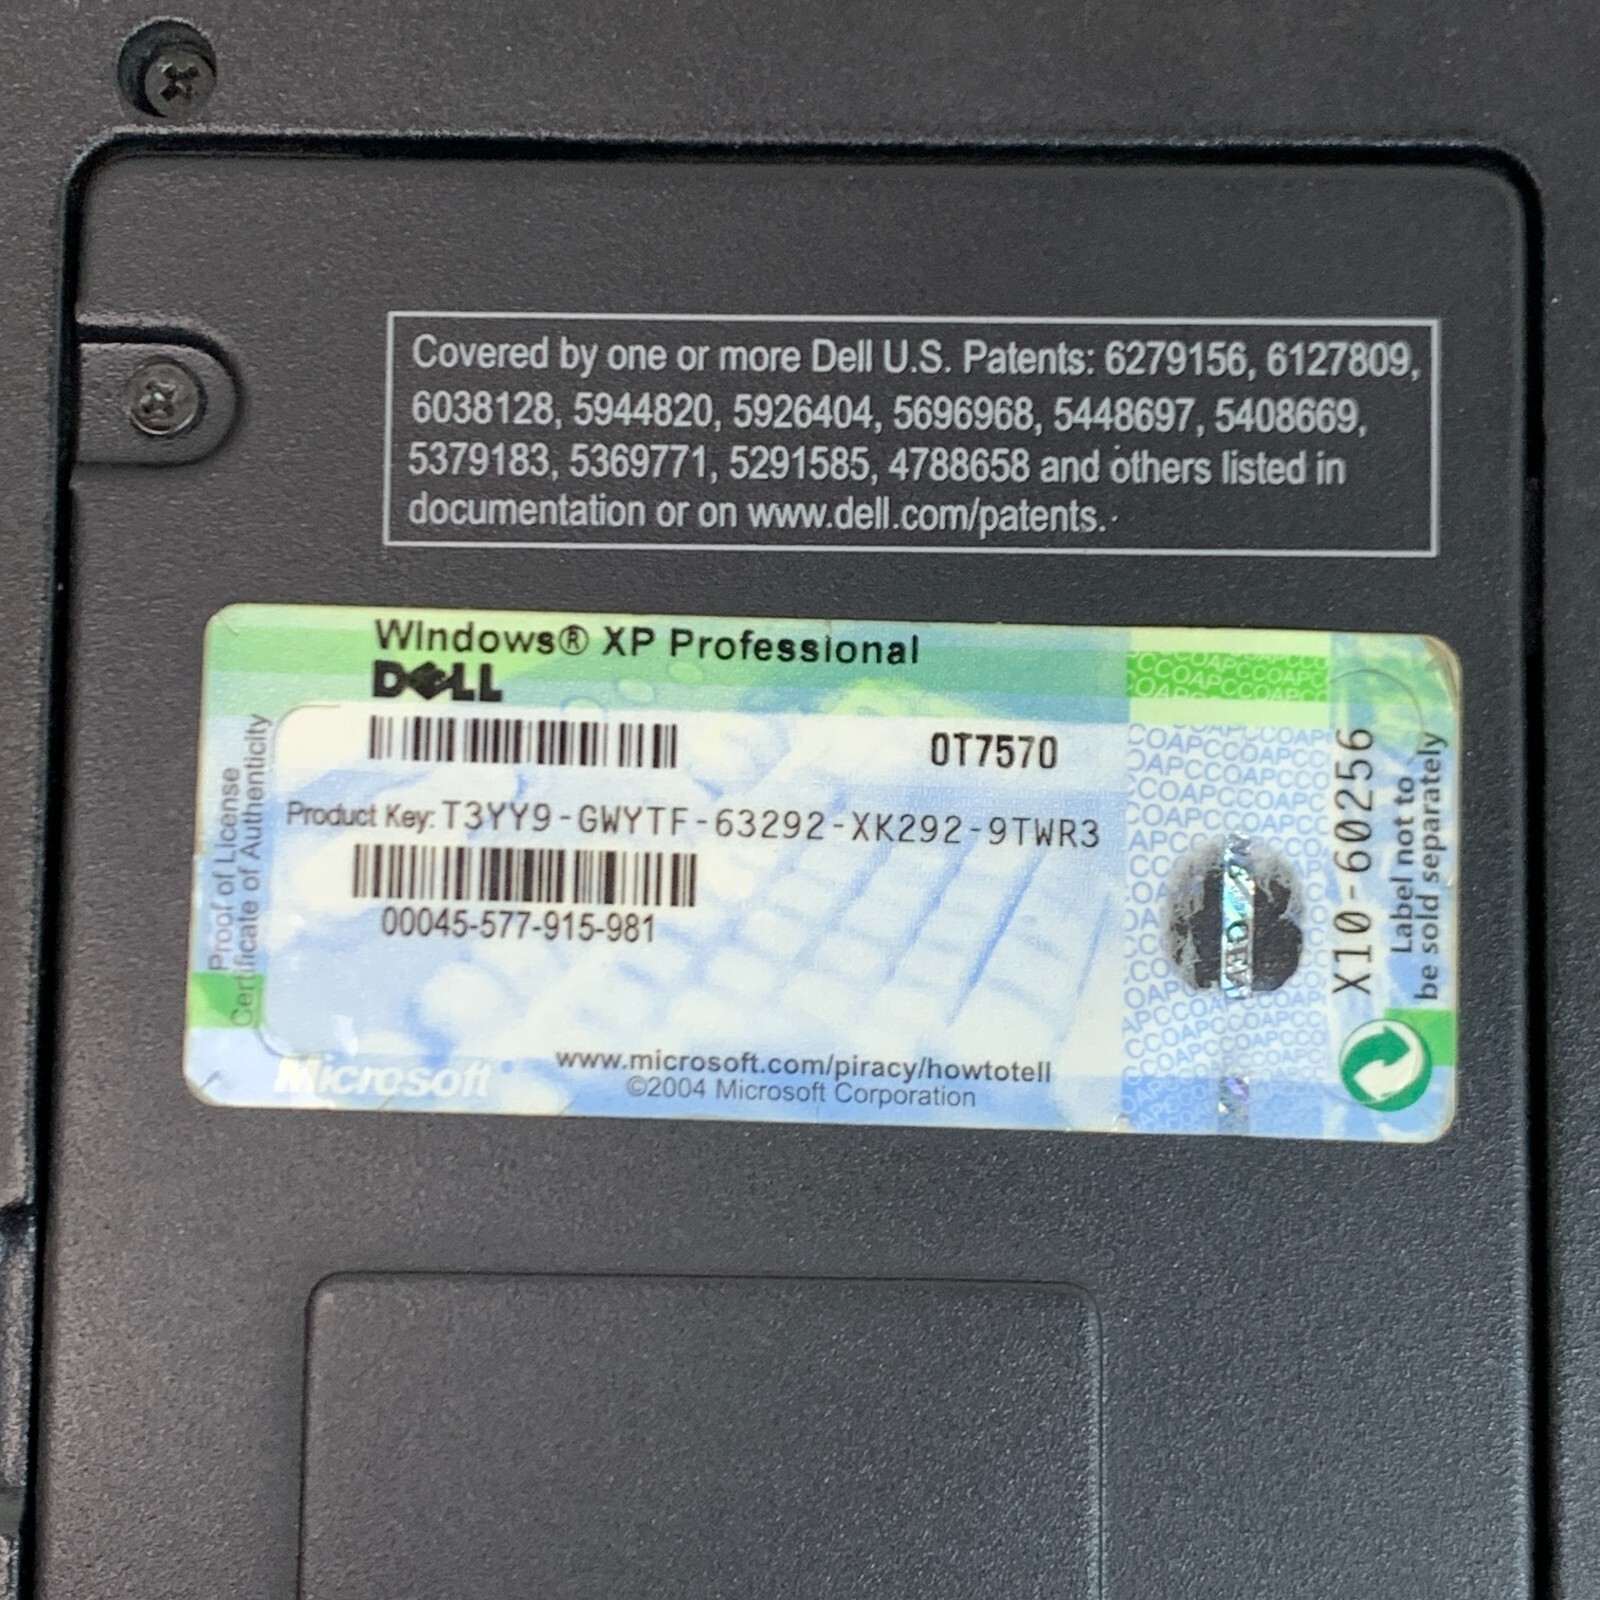 Covered by one or more Dell U.S. Patents: 6279156, 6127809,
6038128, 5944820, 5926404, 5696968, 5448697, 5408669,
5379183, 5369771, 5291585, 4788658 and others listed in
documentation or on www.dell.com/patents.
Windows® XP Professional
DELL
0T7570
Product Key: T3YY9-GWYTF-63292-XK292-9TWR3
00045-577-915-981
Proof of License
Certificate of Authenticity
Microsoft
www.microsoft.com/piracy/howtotell
©2004 Microsoft Corporation
X10-60256
Label not to
be sold separately